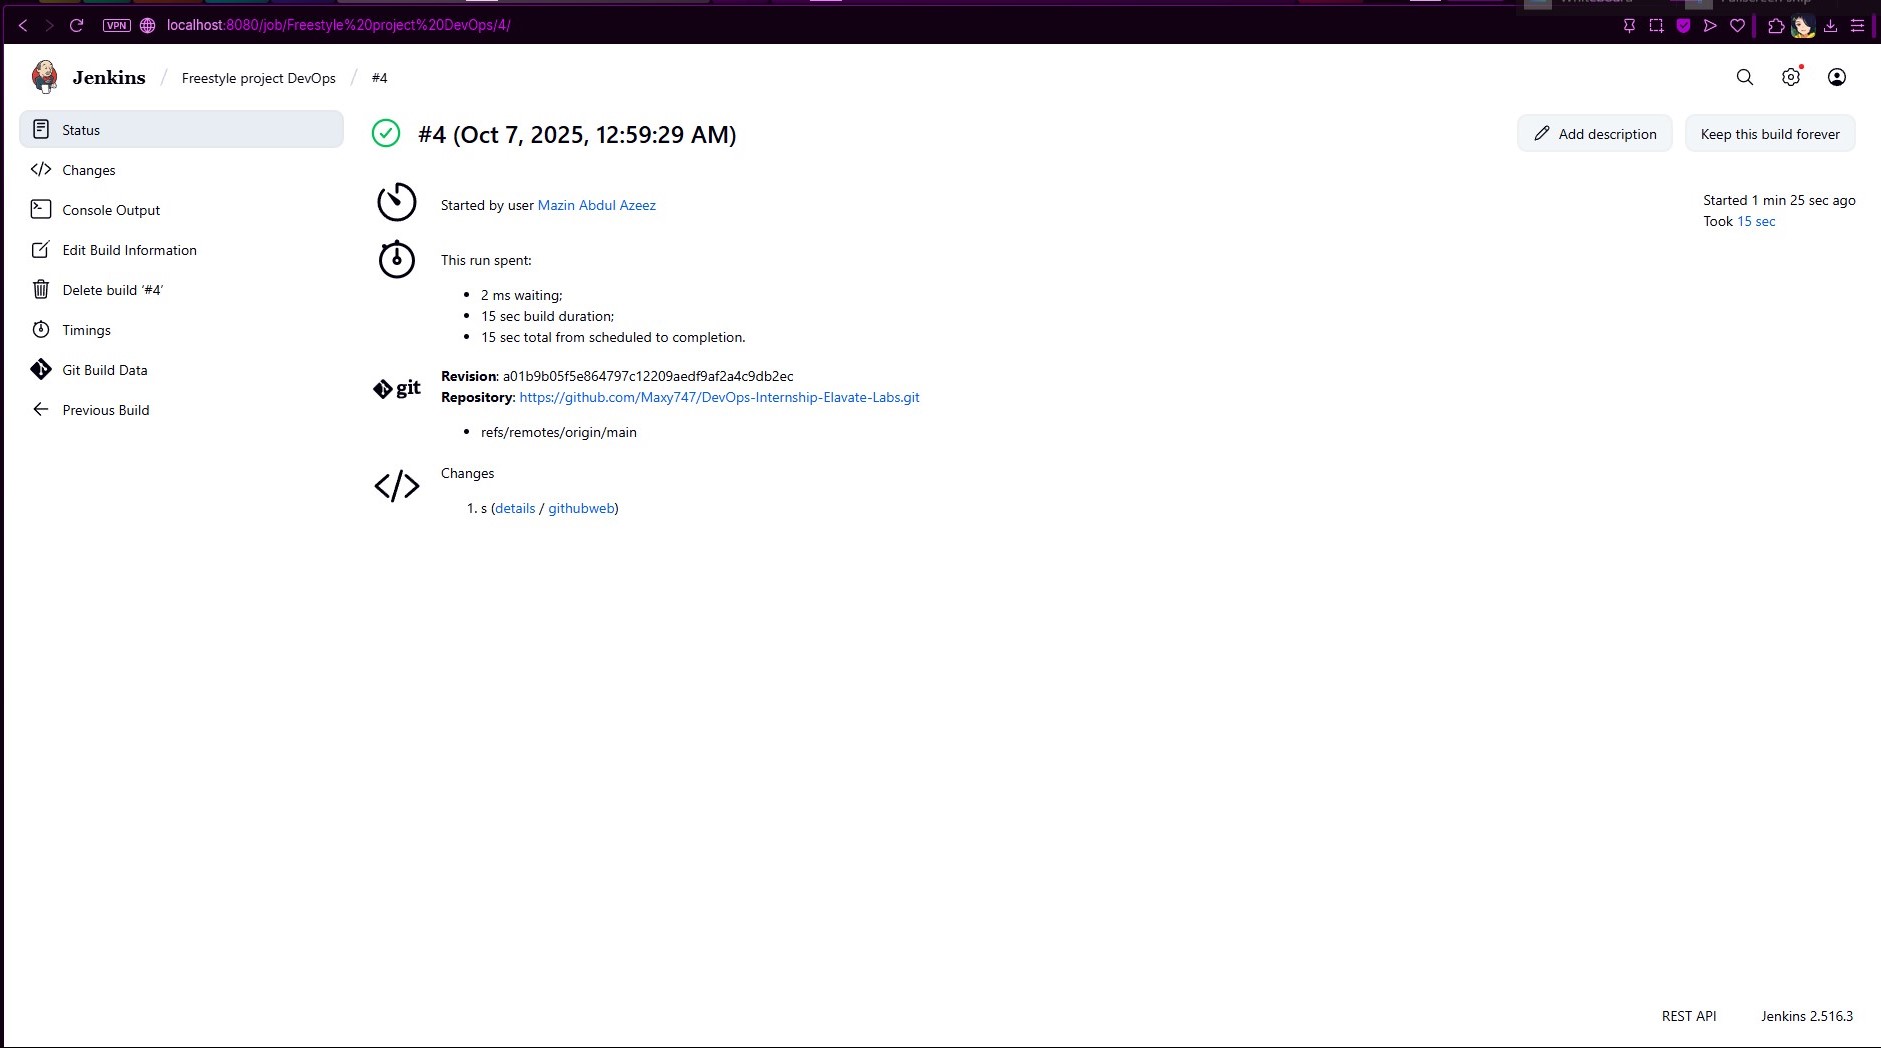 VPN localhost:8080/job/Freestyle%20project%20DevOps/4/
Jenkins / Freestyle project DevOps / #4
Status
Changes
Console Output
Edit Build Information
Delete build ‘#4’
Timings
Git Build Data
Previous Build
#4 (Oct 7, 2025, 12:59:29 AM)
Add description
Keep this build forever
Started by user Mazin Abdul Azeez
Started 1 min 25 sec ago
Took 15 sec
This run spent:
2 ms waiting;
15 sec build duration;
15 sec total from scheduled to completion.
git
Revision: a01b9b05f5e864797c12209aedf9af2a4c9db2ec
Repository: https://github.com/Maxy747/DevOps-Internship-Elavate-Labs.git
refs/remotes/origin/main
Changes
1. s (details / githubweb)
REST API
Jenkins 2.516.3